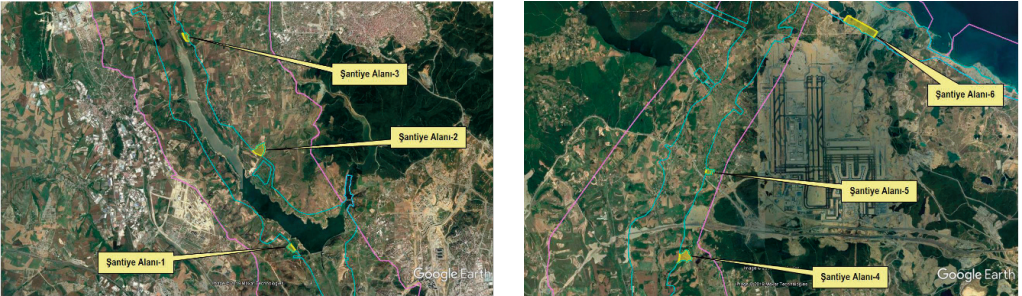 Şantiye Alanı-3
Şantiye Alanı-2
Şantiye Alanı-1
Google Earth
Şantiye Alanı-6
Şantiye Alanı-5
Şantiye Alanı-4
Google Earth